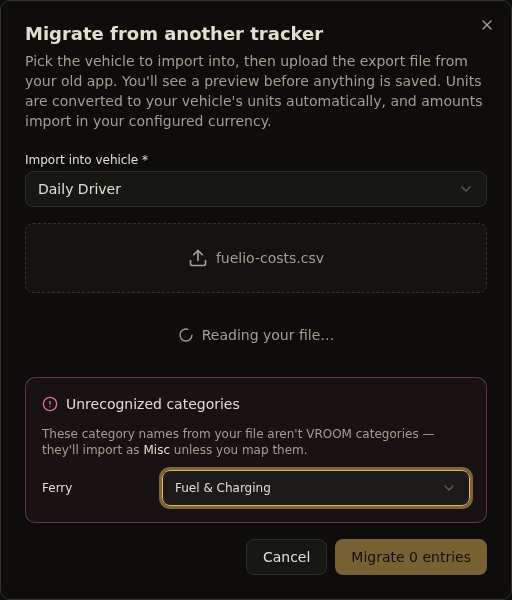 Migrate from another tracker
Pick the vehicle to import into, then upload the export file from
your old app. You'll see a preview before anything is saved. Units
are converted to your vehicle's units automatically, and amounts
import in your configured currency.
Import into vehicle *
Daily Driver
fuelio-costs.csv
Reading your file...
Unrecognized categories
These category names from your file aren't VROOM categories —
they'll import as Misc unless you map them.
Ferry
Fuel & Charging
Cancel
Migrate 0 entries